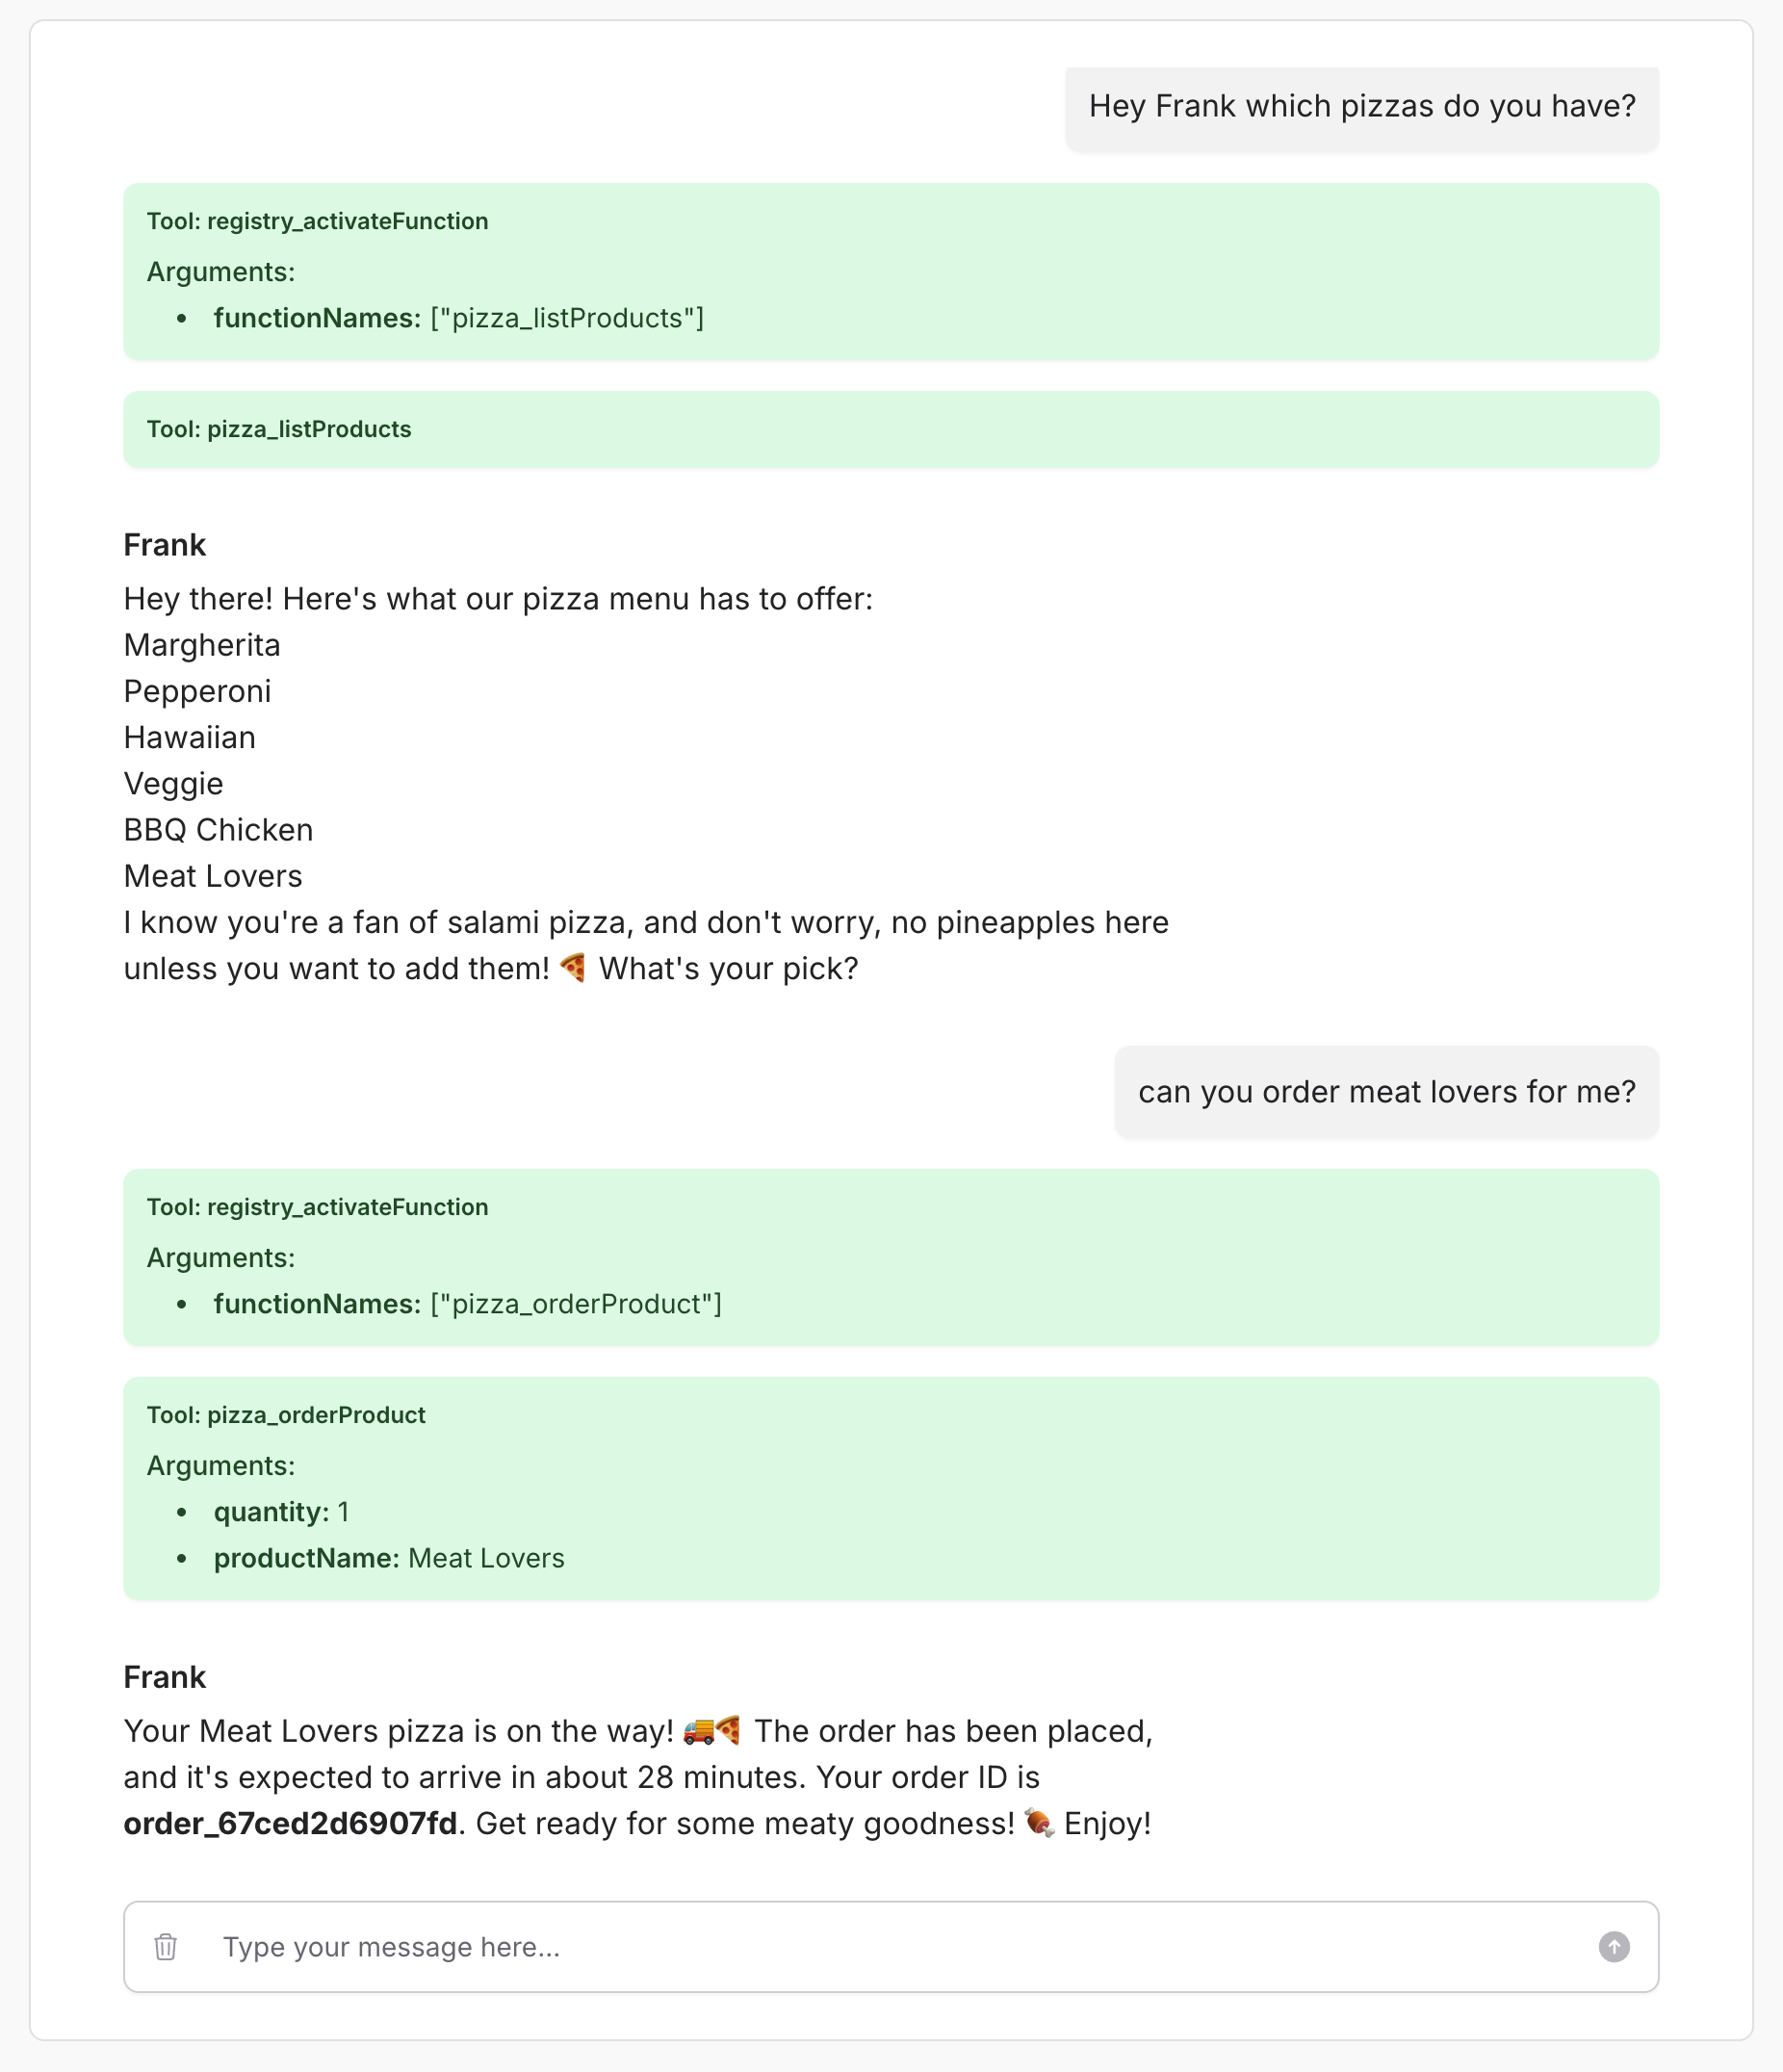 Hey Frank which pizzas do you have?
Tool: registry_activateFunction
Arguments:
• functionNames: ["pizza_listProducts"]
Tool: pizza_listProducts
Frank
Hey there! Here's what our pizza menu has to offer:
Margherita
Pepperoni
Hawaiian
Veggie
BBQ Chicken
Meat Lovers
I know you're a fan of salami pizza, and don't worry, no pineapples here
unless you want to add them! 🍕 What's your pick?
can you order meat lovers for me?
Tool: registry_activateFunction
Arguments:
• functionNames: ["pizza_orderProduct"]
Tool: pizza_orderProduct
Arguments:
• quantity: 1
• productName: Meat Lovers
Frank
Your Meat Lovers pizza is on the way! 🚚🍕 The order has been placed,
and it's expected to arrive in about 28 minutes. Your order ID is
order_67ced2d6907fd. Get ready for some meaty goodness! 🍖 Enjoy!
Type your message here...